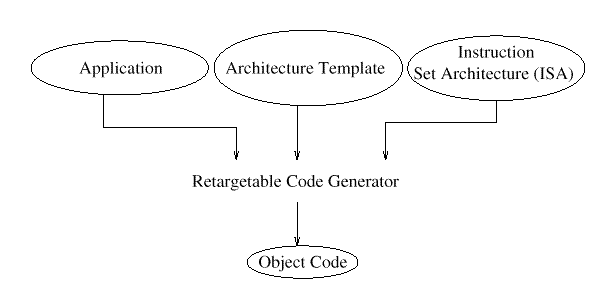 Application
Architecture Template
Instruction
Set Architecture (ISA)
Retargetable Code Generator
Object Code